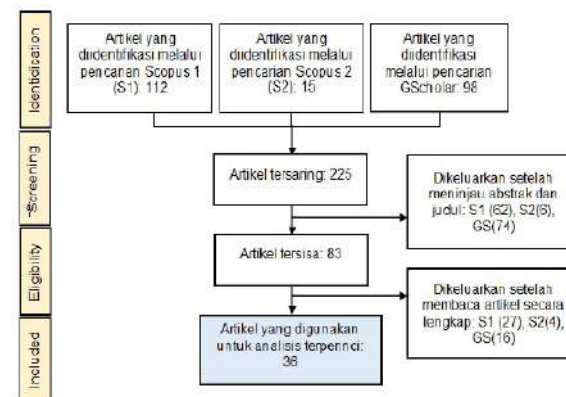 Identidication
Artikel yang
diidentifikasi melalui
pencarian Scopus 1
(S1): 112
Artikel yang
diidentifikasi melalui
pencarian Scopus 2
(S2): 15
Artikel yang
diidentifikasi
melalui pencarian
GScholar: 98
Screening
Artikel tersaring: 225
Dikeluarkan setelah
meninjau abstrak dan
judul: S1 (62), S2(6),
GS(74)
Eligibility
Artikel tersisa: 83
Dikeluarkan setelah
membaca artikel secara
lengkap: S1 (27), S2(4),
GS(16)
Included
Artikel yang digunakan
untuk analisis terperinci:
36